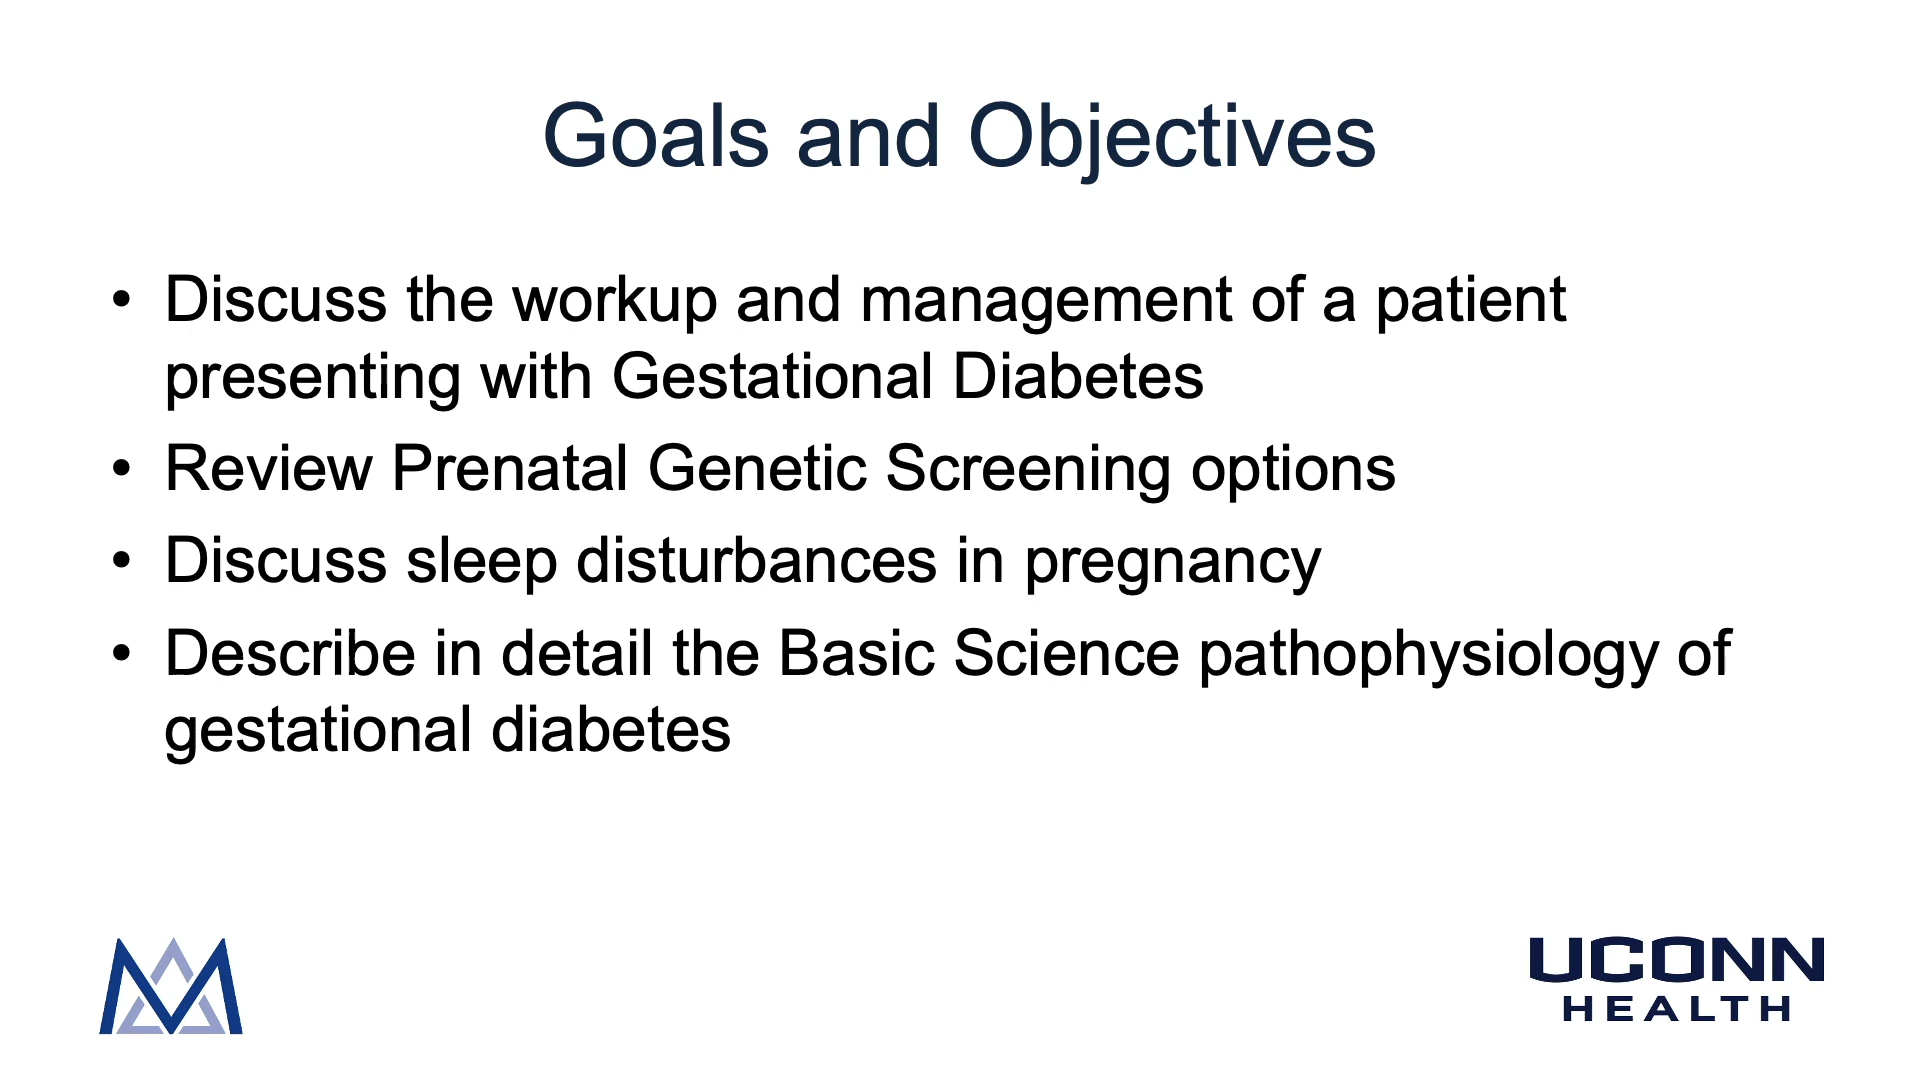 Goals and Objectives
• Discuss the workup and management of a patient
presenting with Gestational Diabetes
• Review Prenatal Genetic Screening options
• Discuss sleep disturbances in pregnancy
• Describe in detail the Basic Science pathophysiology of
gestational diabetes
UCONN
HEALTH